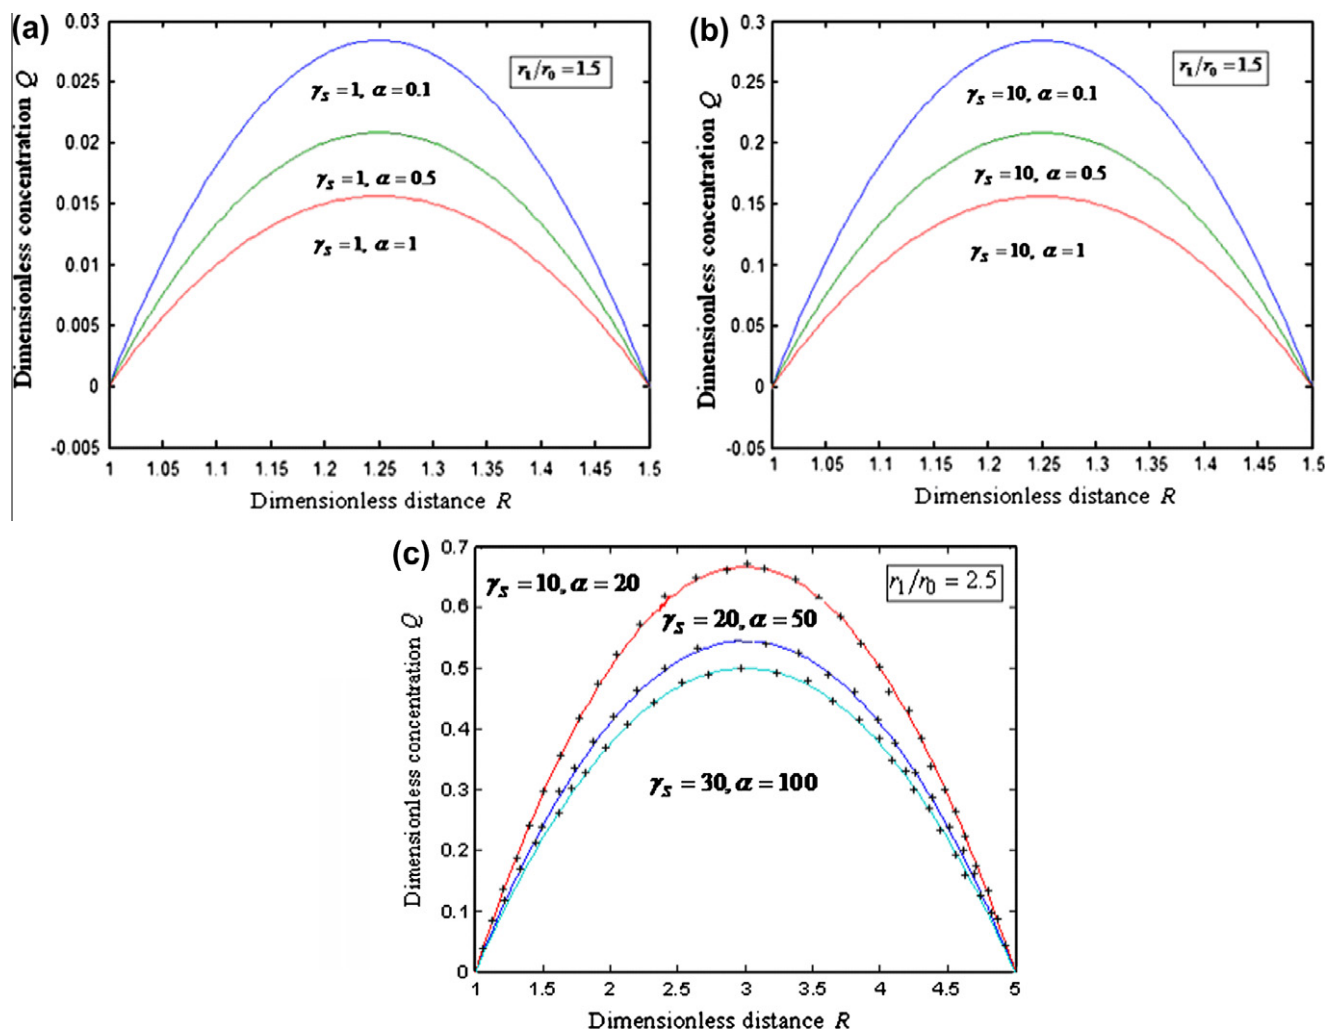 (a)
0.03
0.025
0.02
0.015
0.01
0.005
0
-0.005
Dimensionless concentration Q
r₁/r₀ = 1.5
γₛ = 1, α = 0.1
γₛ = 1, α = 0.5
γₛ = 1, α = 1
1 1.05 1.1 1.15 1.2 1.25 1.3 1.35 1.4 1.45 1.5
Dimensionless distance R
(b)
0.3
0.25
0.2
0.15
0.1
0.05
0
-0.05
Dimensionless concentration Q
r₁/r₀ = 1.5
γₛ = 10, α = 0.1
γₛ = 10, α = 0.5
γₛ = 10, α = 1
1 1.05 1.1 1.15 1.2 1.25 1.3 1.35 1.4 1.45 1.5
Dimensionless distance R
(c)
0.7
0.6
0.5
0.4
0.3
0.2
0.1
0
Dimensionless concentration Q
r₁/r₀ = 2.5
γₛ = 10, α = 20
γₛ = 20, α = 50
γₛ = 30, α = 100
1 1.5 2 2.5 3 3.5 4 4.5 5
Dimensionless distance R